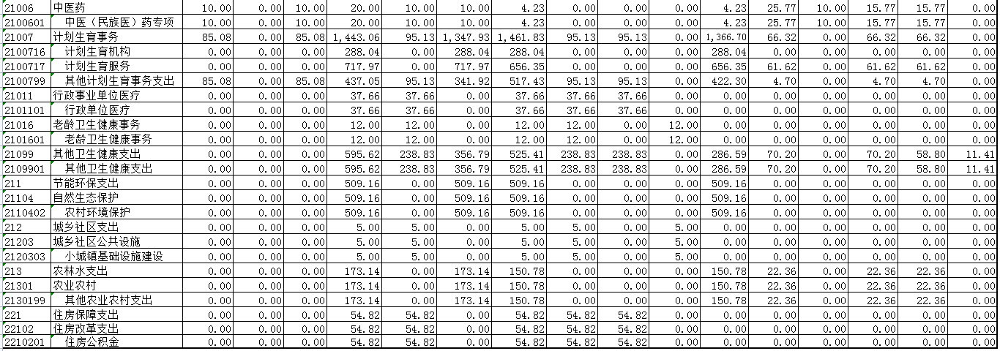 21006 中医药 10.00 0.00 10.00 20.00 10.00 10.00 4.23 0.00 0.00 0.00 4.23 25.77 10.00 15.77 15.77 0.00
2100601 中医（民族医）药专项 10.00 0.00 10.00 20.00 10.00 10.00 4.23 0.00 0.00 0.00 4.23 25.77 10.00 15.77 15.77 0.00
21007 计划生育事务 85.08 0.00 85.08 1,443.06 95.13 1,347.93 1,461.83 95.13 95.13 0.00 1,366.70 66.32 0.00 66.32 66.32 0.00
2100716 计划生育机构 0.00 0.00 0.00 288.04 0.00 288.04 288.04 0.00 0.00 0.00 288.04 0.00 0.00 0.00 0.00 0.00
2100717 计划生育服务 0.00 0.00 0.00 717.97 0.00 717.97 656.35 0.00 0.00 0.00 656.35 61.62 0.00 61.62 61.62 0.00
2100799 其他计划生育事务支出 85.08 0.00 85.08 437.05 95.13 341.92 517.43 95.13 95.13 0.00 422.30 4.70 0.00 4.70 4.70 0.00
21011 行政事业单位医疗 0.00 0.00 0.00 37.66 37.66 0.00 37.66 37.66 37.66 0.00 0.00 0.00 0.00 0.00 0.00 0.00
2101101 行政单位医疗 0.00 0.00 0.00 37.66 37.66 0.00 37.66 37.66 37.66 0.00 0.00 0.00 0.00 0.00 0.00 0.00
21016 老龄卫生健康事务 0.00 0.00 0.00 12.00 12.00 0.00 12.00 12.00 0.00 12.00 0.00 0.00 0.00 0.00 0.00 0.00
2101601 老龄卫生健康事务 0.00 0.00 0.00 12.00 12.00 0.00 12.00 12.00 0.00 12.00 0.00 0.00 0.00 0.00 0.00 0.00
21099 其他卫生健康支出 0.00 0.00 0.00 595.62 238.83 356.79 525.41 238.83 238.83 0.00 286.59 70.20 0.00 70.20 58.80 11.41
2109901 其他卫生健康支出 0.00 0.00 0.00 595.62 238.83 356.79 525.41 238.83 238.83 0.00 286.59 70.20 0.00 70.20 58.80 11.41
211 节能环保支出 0.00 0.00 0.00 509.16 0.00 509.16 509.16 0.00 0.00 0.00 509.16 0.00 0.00 0.00 0.00 0.00
21104 自然生态保护 0.00 0.00 0.00 509.16 0.00 509.16 509.16 0.00 0.00 0.00 509.16 0.00 0.00 0.00 0.00 0.00
2110402 农村环境保护 0.00 0.00 0.00 509.16 0.00 509.16 509.16 0.00 0.00 0.00 509.16 0.00 0.00 0.00 0.00 0.00
212 城乡社区支出 0.00 0.00 0.00 5.00 5.00 0.00 5.00 5.00 0.00 5.00 0.00 0.00 0.00 0.00 0.00 0.00
21203 城乡社区公共设施 0.00 0.00 0.00 5.00 5.00 0.00 5.00 5.00 0.00 5.00 0.00 0.00 0.00 0.00 0.00 0.00
2120303 小城镇基础设施建设 0.00 0.00 0.00 5.00 5.00 0.00 5.00 5.00 0.00 5.00 0.00 0.00 0.00 0.00 0.00 0.00
213 农林水支出 0.00 0.00 0.00 173.14 0.00 173.14 150.78 0.00 0.00 0.00 150.78 22.36 0.00 22.36 22.36 0.00
21301 农业农村 0.00 0.00 0.00 173.14 0.00 173.14 150.78 0.00 0.00 0.00 150.78 22.36 0.00 22.36 22.36 0.00
2130199 其他农业农村支出 0.00 0.00 0.00 173.14 0.00 173.14 150.78 0.00 0.00 0.00 150.78 22.36 0.00 22.36 22.36 0.00
221 住房保障支出 0.00 0.00 0.00 54.82 54.82 0.00 54.82 54.82 54.82 0.00 0.00 0.00 0.00 0.00 0.00 0.00
22102 住房改革支出 0.00 0.00 0.00 54.82 54.82 0.00 54.82 54.82 54.82 0.00 0.00 0.00 0.00 0.00 0.00 0.00
2210201 住房公积金 0.00 0.00 0.00 54.82 54.82 0.00 54.82 54.82 54.82 0.00 0.00 0.00 0.00 0.00 0.00 0.00